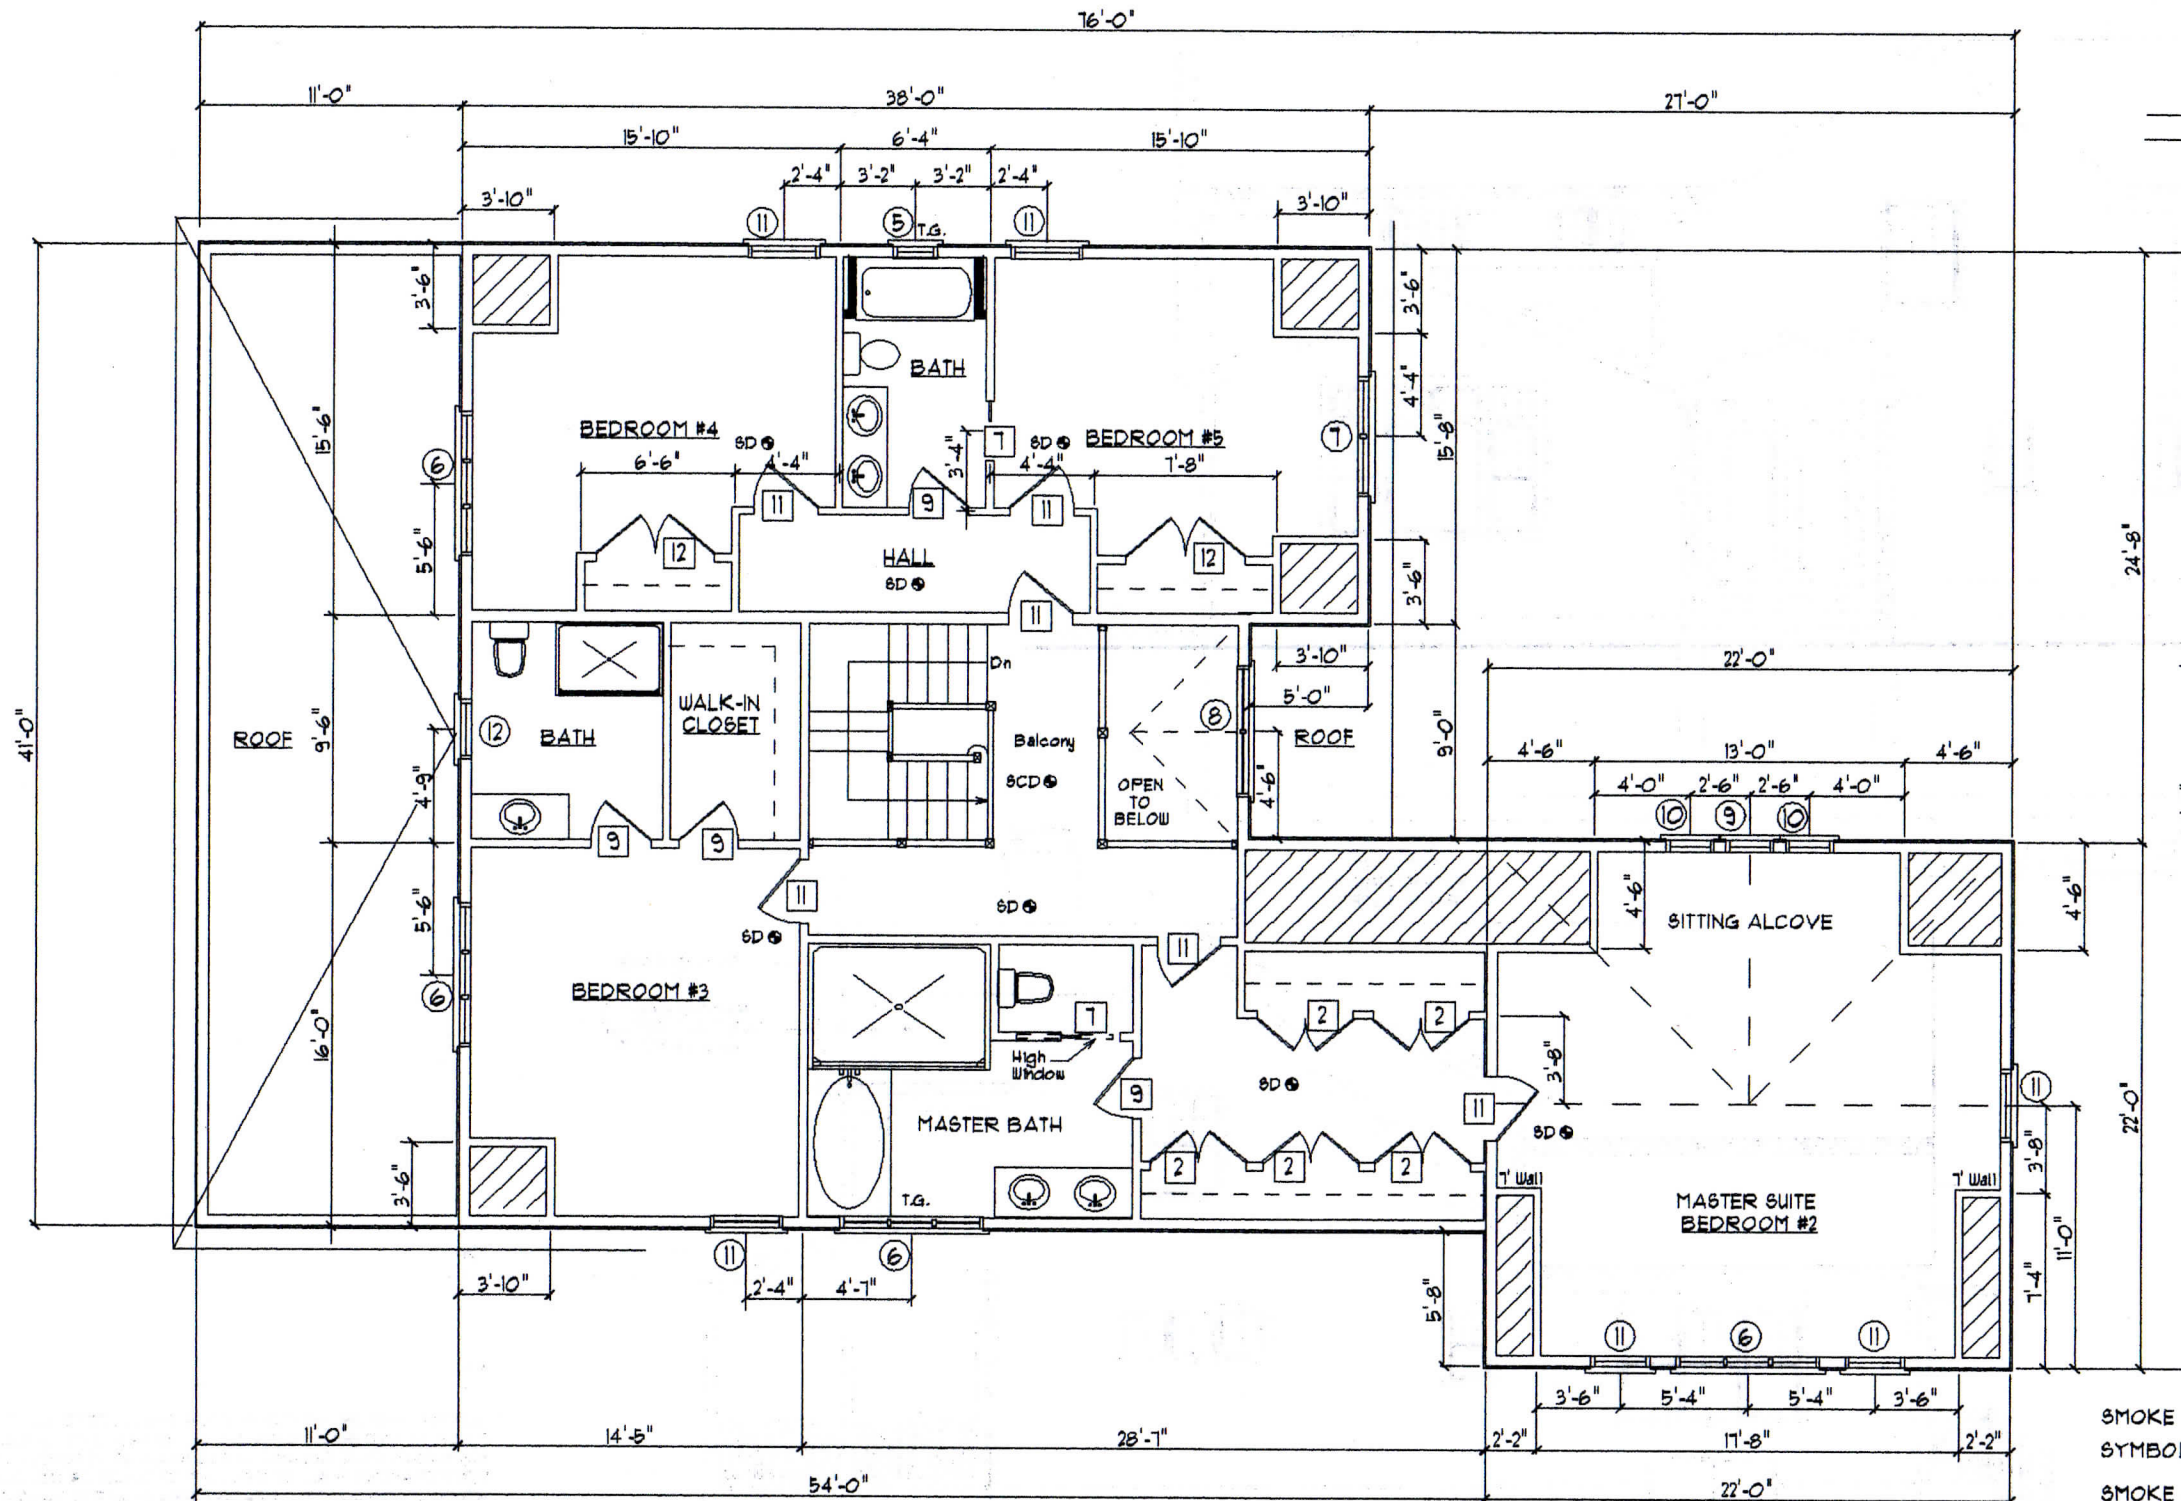 76'-0"
11'-0" 38'-0" 27'-0"
15'-10" 6'-4" 15'-10"
2'-4" 3'-2" 3'-2" 2'-4"
3'-10" 3'-10"
11 5 T.G. 11
3'-6" 3'-6"
BATH
4'-4"
15'-6"
BEDROOM #4 SD 7 SD BEDROOM #5 7
15'-8"
6 6'-6" 4'-4" 3'-4" 4'-4" 7'-8"
11 9 11
5'-6" 12 HALL 12
SD
3'-6"
24'-8"
11
Dn 3'-10" 22'-0"
5'-0"
WALK-IN
CLOSET
41'-0" ROOF 9'-6" 12 BATH Balcony 8 ROOF 9'-0"
4'-6" 13'-0" 4'-6"
SCD OPEN
TO
BELOW
4'-9" 4'-6" 4'-0" 2'-6" 2'-6" 4'-0"
10 9 10
9 9
11
5'-6" SD 4'-6" SITTING ALCOVE 4'-6"
SD 11
BEDROOM #3
6 7 2 2
16'-0" High
Window
3'-8"
SD 11
9 11
MASTER BATH SD
22'-0"
3'-8"
2 2 2
7' Wall 7' Wall
3'-6" T.G. MASTER SUITE
BEDROOM #2
11'-0"
11 6
3'-10" 2'-4" 4'-7" 5'-8" 7'-4"
11 6 11
3'-6" 5'-4" 5'-4" 3'-6"
SMOKE
11'-0" 14'-5" 28'-7" 2'-2" 17'-8" 2'-2"
SYMBOL
54'-0" 22'-0"
SMOKE